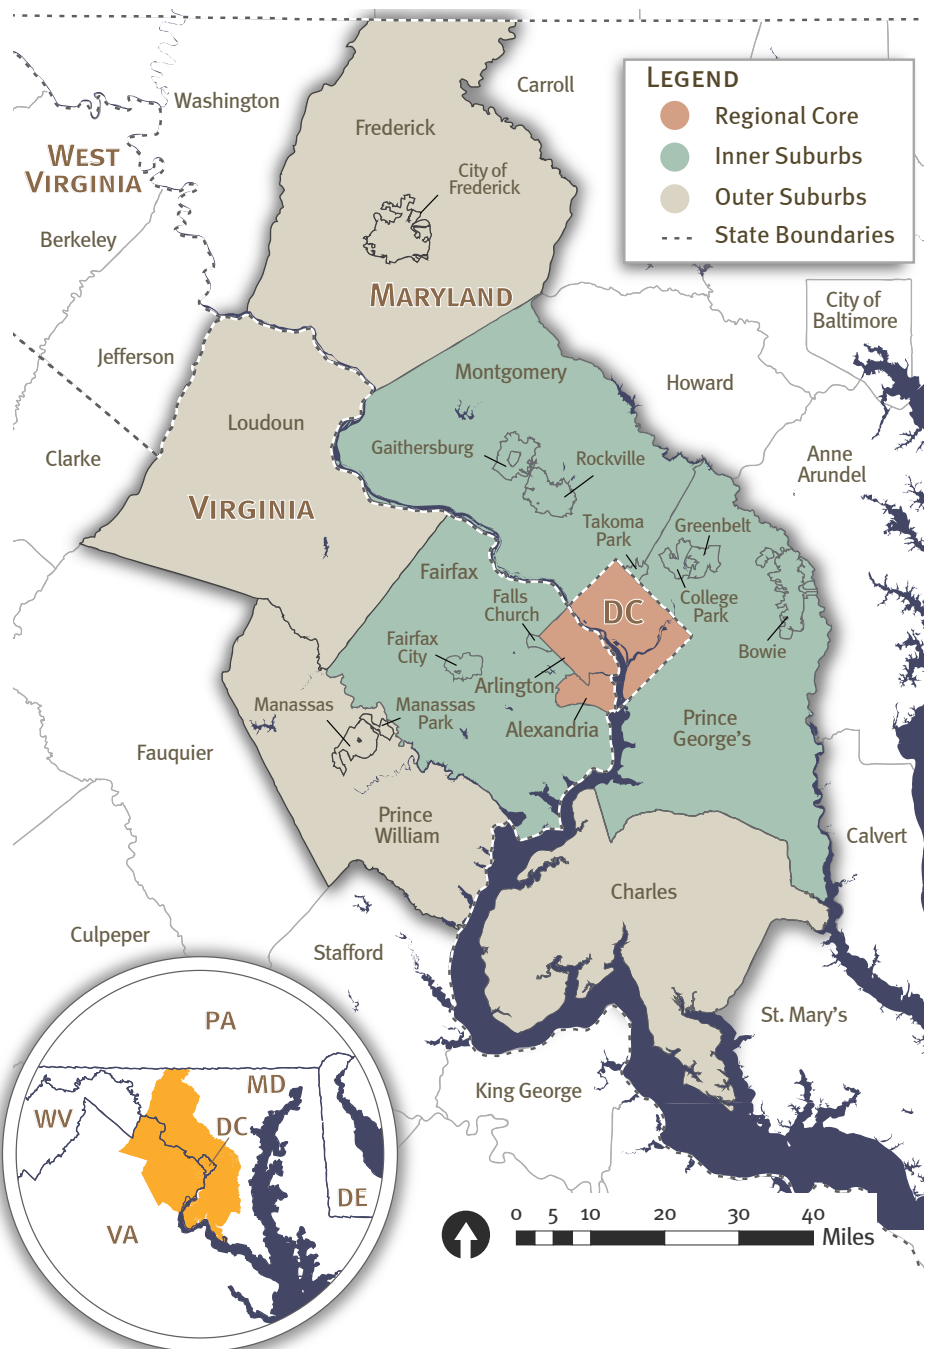 Washington
Carroll
LEGEND
Regional Core
Inner Suburbs
Outer Suburbs
State Boundaries
Frederick
WEST
VIRGINIA
City of
Frederick
Berkeley
MARYLAND
City of
Baltimore
Jefferson
Montgomery
Howard
Loudoun
Gaithersburg
Rockville
Clarke
Anne
Arundel
VIRGINIA
Takoma
Park
Greenbelt
Fairfax
Falls
Church
DC
College
Park
Fairfax
City
Bowie
Arlington
Manassas
Manassas
Park
Alexandria
Prince
George's
Fauquier
Prince
William
Calvert
Charles
Culpeper
Stafford
St. Mary's
King George
PA
MD
WV
DC
DE
VA
0 5 10 20 30 40
Miles